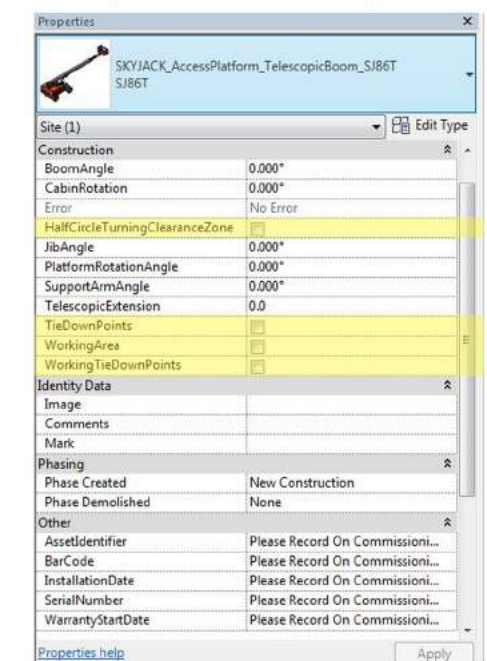 Properties x
SKYJACK_AccessPlatform_TelescopicBoom_SJ86T
SJ86T
Site (1) Edit Type
Construction
BoomAngle 0.000°
CabinRotation 0.000°
Error No Error
HalfCircleTurningClearanceZone
JibAngle 0.000°
PlatformRotationAngle 0.000°
SupportArmAngle 0.000°
TelescopicExtension 0.0
TieDownPoints
WorkingArea
WorkingTieDownPoints
Identity Data
Image
Comments
Mark
Phasing
Phase Created New Construction
Phase Demolished None
Other
AssetIdentifier Please Record On Commissioni...
BarCode Please Record On Commissioni...
InstallationDate Please Record On Commissioni...
SerialNumber Please Record On Commissioni...
WarrantyStartDate Please Record On Commissioni...
Properties help Apply